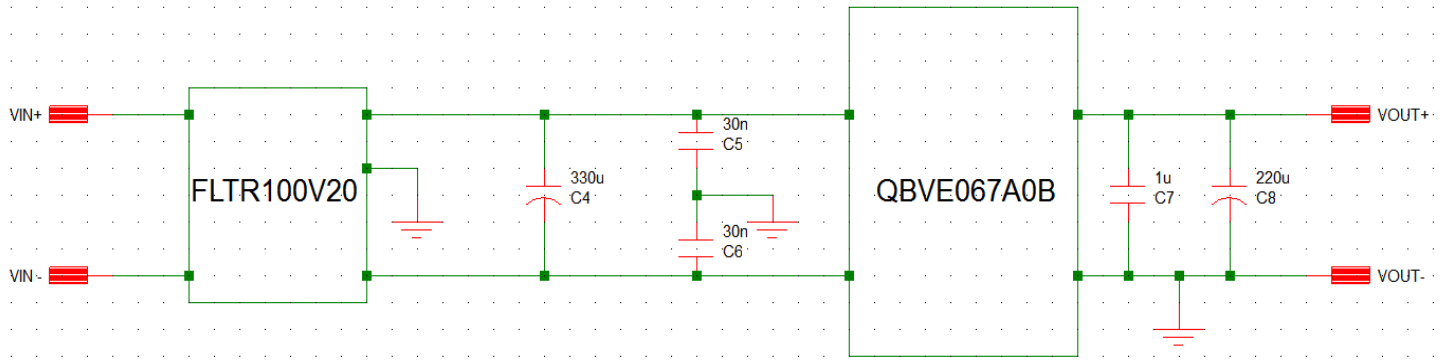 VIN+
VIN-
FLTR100V20
330u
C4
30n
C5
30n
C6
QBVE067A0B
1u
C7
220u
C8
VOUT+
VOUT-